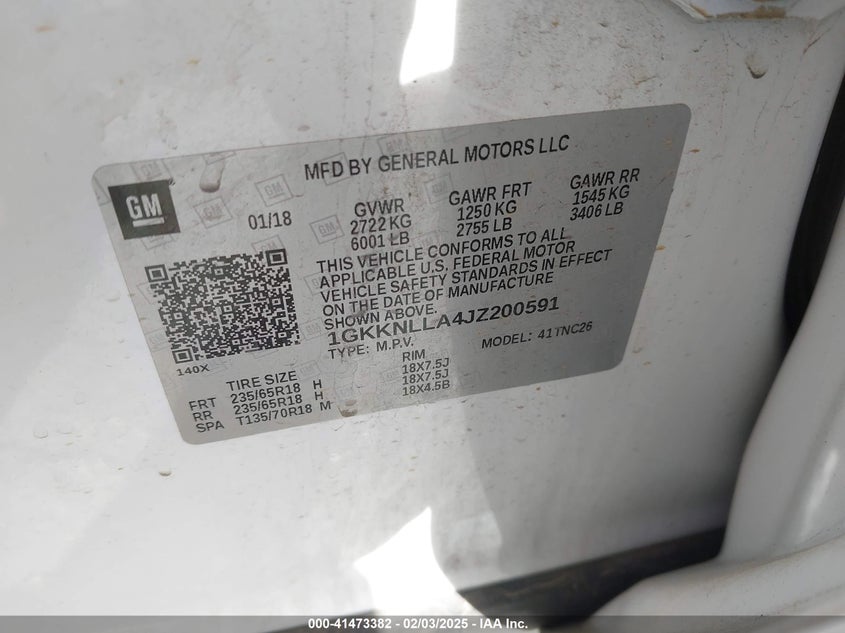 MFD BY GENERAL MOTORS LLC
GM
01/18
GVWR
2722 KG
6001 LB
GAWR FRT
1250 KG
2755 LB
GAWR RR
1545 KG
3406 LB
THIS VEHICLE CONFORMS TO ALL
APPLICABLE U.S. FEDERAL MOTOR
VEHICLE SAFETY STANDARDS IN EFFECT
ON THE DATE OF MANUFACTURE
SHOWN ABOVE.
1GKKNLLA4JZ200591
TYPE: M.P.V.
MODEL: 41TNC26
140X
TIRE SIZE
RIM
FRT 235/65R18 H 18X7.5J
RR 235/65R18 H 18X7.5J
SPA T135/70R18 M 18X4.5B
000-41473382 - 02/03/2025 - IAA Inc.